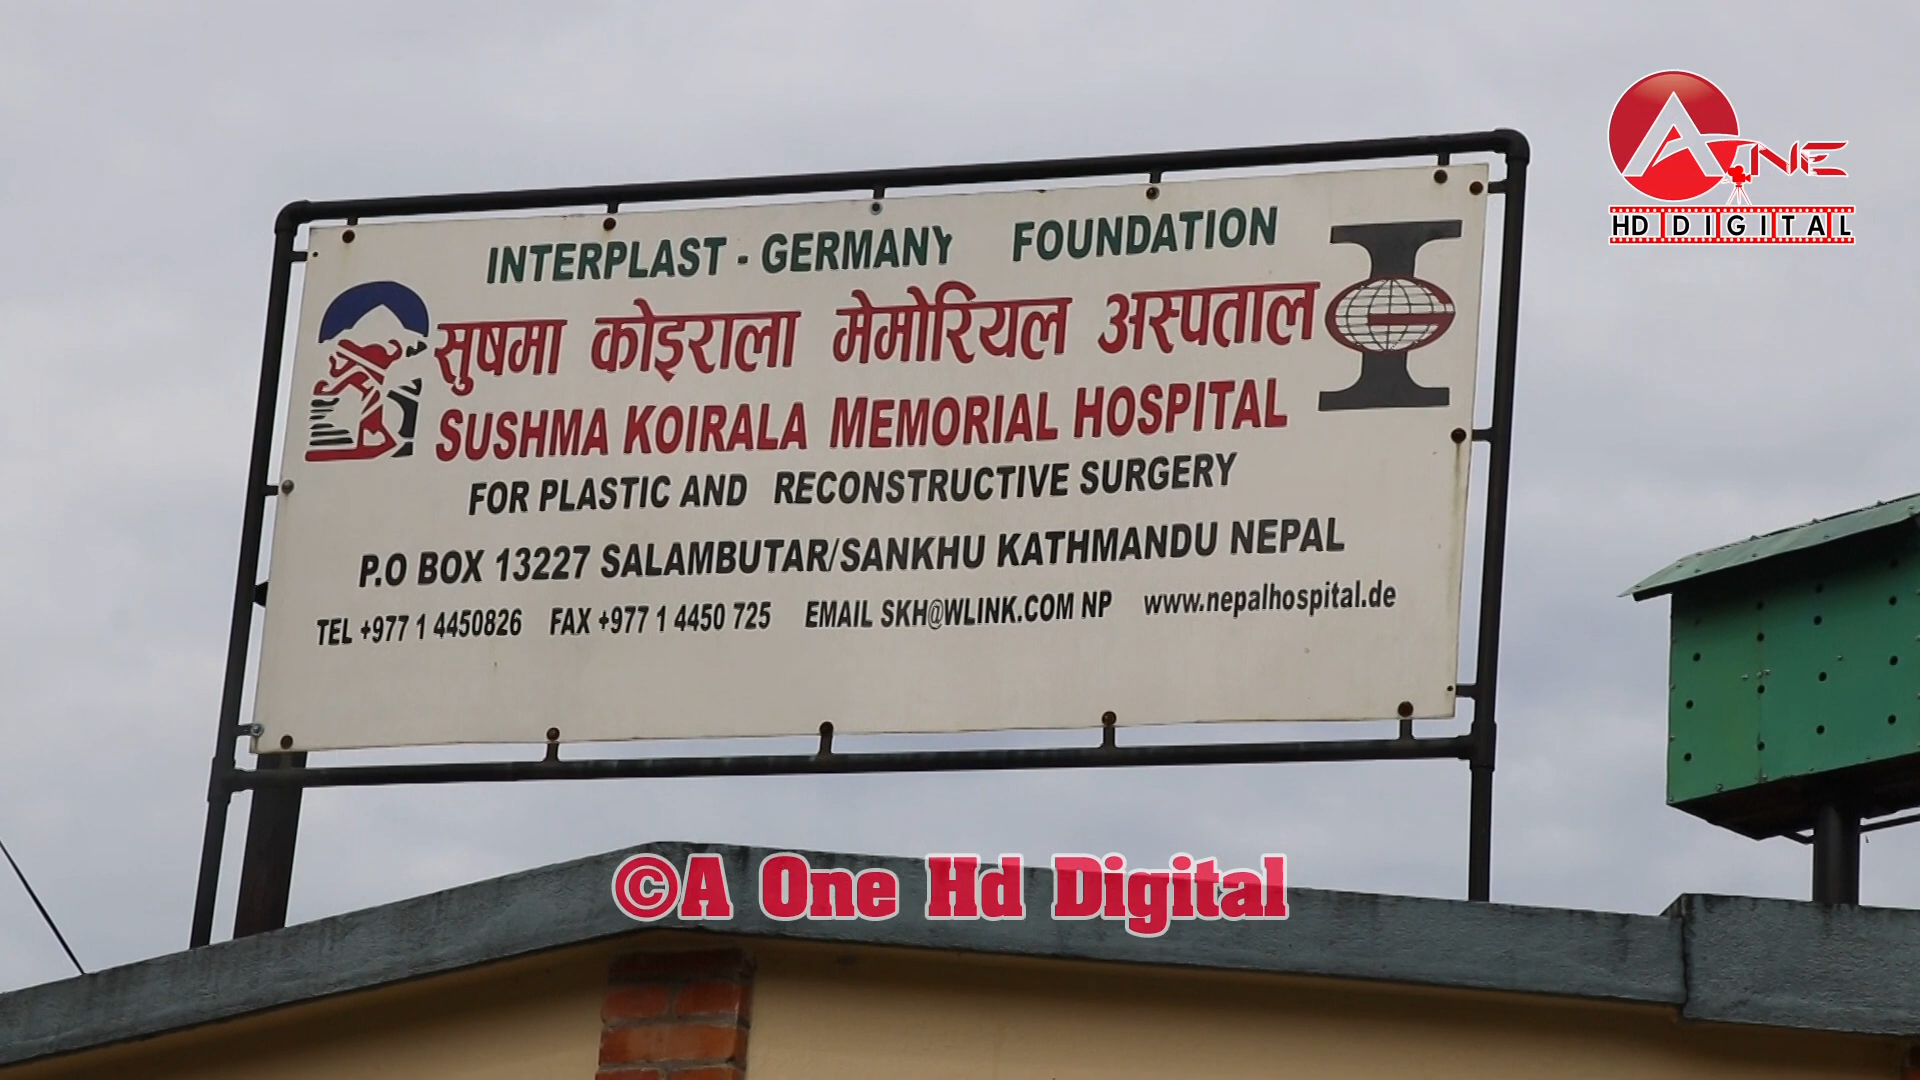 INTERPLAST - GERMANY FOUNDATION
सुषमा कोइराला मेमोरियल अस्पताल
SUSHMA KOIRALA MEMORIAL HOSPITAL
FOR PLASTIC AND RECONSTRUCTIVE SURGERY
P.O BOX 13227 SALAMBUTAR/SANKHU KATHMANDU NEPAL
TEL +977 1 4450826 FAX +977 1 4450 725 EMAIL SKH@WLINK.COM NP www.nepalhospital.de
A ONE
HD DIGITAL
©A One Hd Digital